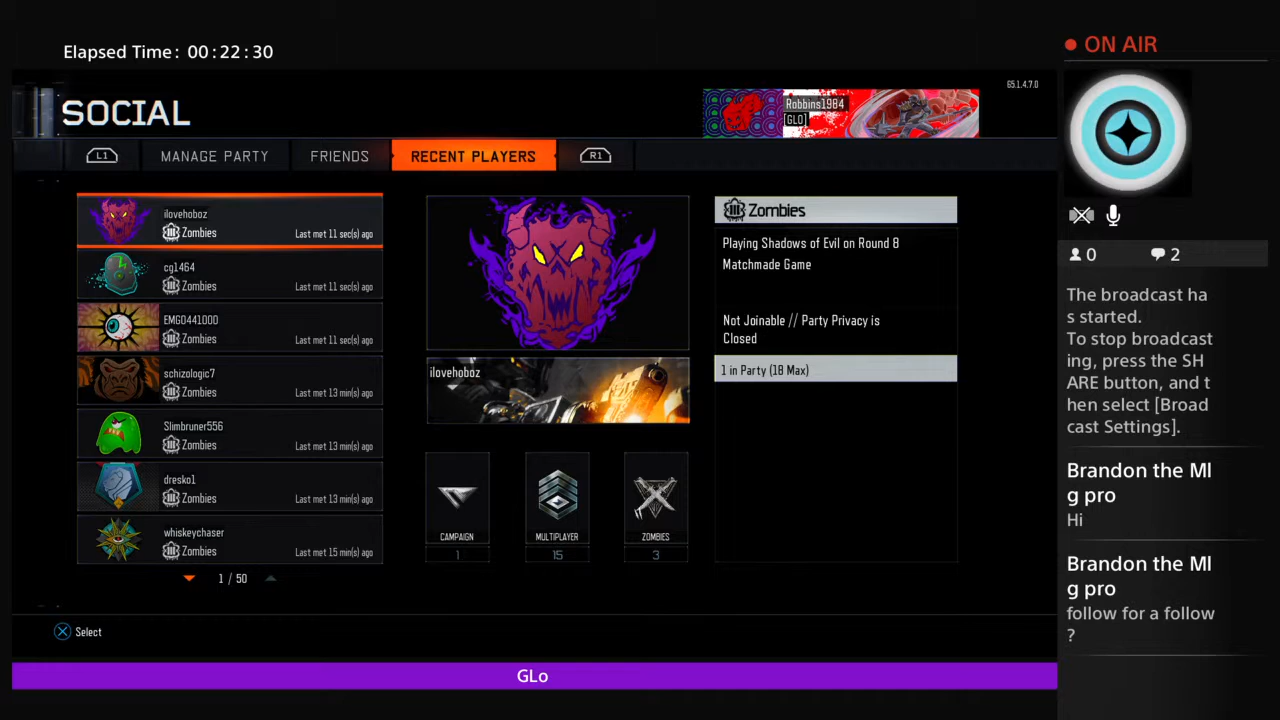 Elapsed Time: 00:22:30
ON AIR
65.1.4.7.0
SOCIAL
Robbins1984
[GLO]
L1
MANAGE PARTY
FRIENDS
RECENT PLAYERS
R1
ilovehoboz
Zombies
Last met 11 sec(s) ago
cg1464
Zombies
Last met 11 sec(s) ago
EMG0441000
Zombies
Last met 11 sec(s) ago
schizologic7
Zombies
Last met 13 min(s) ago
Slimbruner556
Zombies
Last met 13 min(s) ago
dresko1
Zombies
Last met 13 min(s) ago
whiskeychaser
Zombies
Last met 15 min(s) ago
1 / 50
ilovehoboz
CAMPAIGN
1
MULTIPLAYER
15
ZOMBIES
3
Zombies
Playing Shadows of Evil on Round 8
Matchmade Game
Not Joinable // Party Privacy is
Closed
1 in Party (18 Max)
Select
GLo
0
2
The broadcast ha
s started.
To stop broadcast
ing, press the SH
ARE button, and t
hen select [Broad
cast Settings].
Brandon the Ml
g pro
Hi
Brandon the Ml
g pro
follow for a follow
?